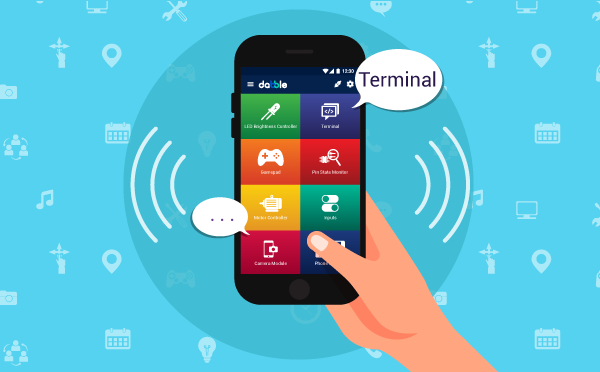 12:30
dabble
Terminal
LED Brightness Controller
Terminal
Gamepad
Pin State Monitor
Motor Controller
Inputs
...
Camera Module